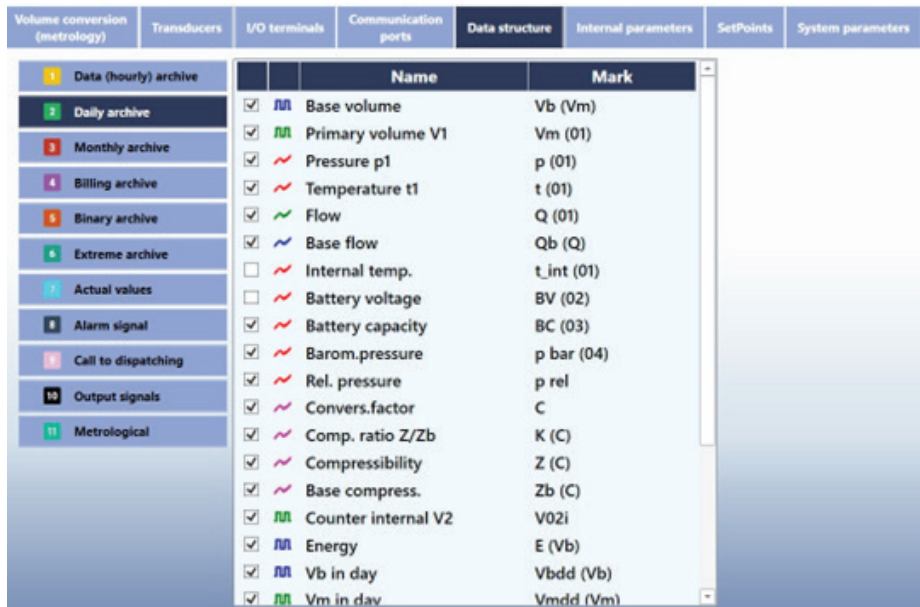 Volume conversion (metrology)
Transducers
I/O terminals
Communication ports
Data structure
Internal parameters
SetPoints
System parameters
1 Data (hourly) archive
2 Daily archive
3 Monthly archive
4 Billing archive
5 Binary archive
6 Extreme archive
7 Actual values
8 Alarm signal
9 Call to dispatching
10 Output signals
11 Metrological
Name Mark
Base volume Vb (Vm)
Primary volume V1 Vm (01)
Pressure p1 p (01)
Temperature t1 t (01)
Flow Q (01)
Base flow Qb (Q)
Internal temp. t_int (01)
Battery voltage BV (02)
Battery capacity BC (03)
Barom.pressure p bar (04)
Rel. pressure p rel
Convers.factor C
Comp. ratio Z/Zb K (C)
Compressibility Z (C)
Base compress. Zb (C)
Counter internal V2 V02i
Energy E (Vb)
Vb in day Vbdd (Vb)
Vm in day Vmdd (Vm)